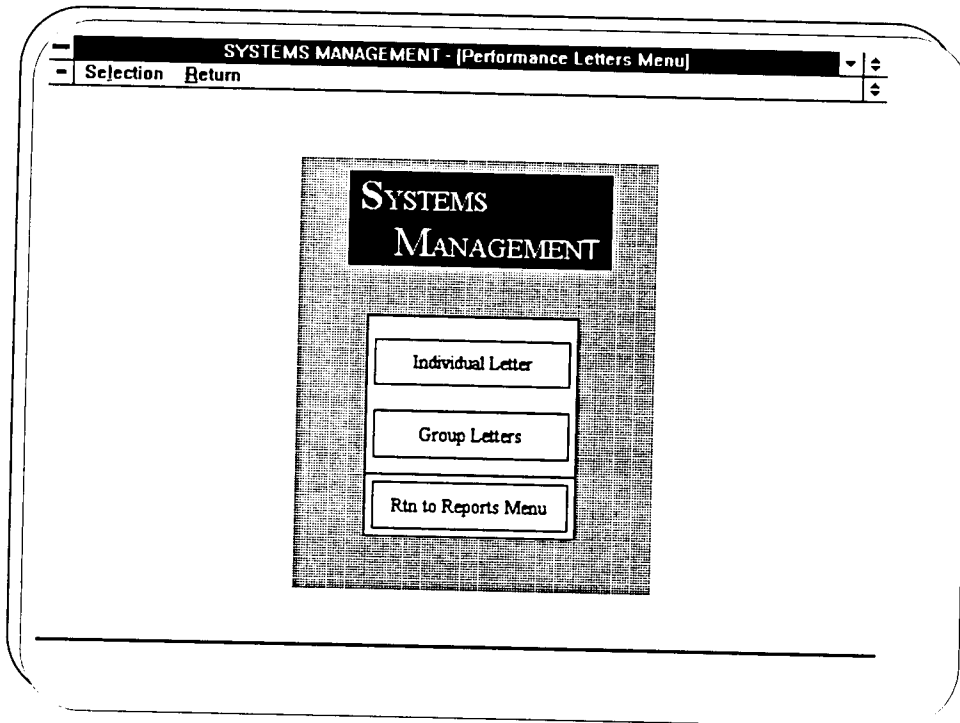 SYSTEMS MANAGEMENT - [Performance Letters Menu]
Selection Return
SYSTEMS
MANAGEMENT
Individual Letter
Group Letters
Rtn to Reports Menu